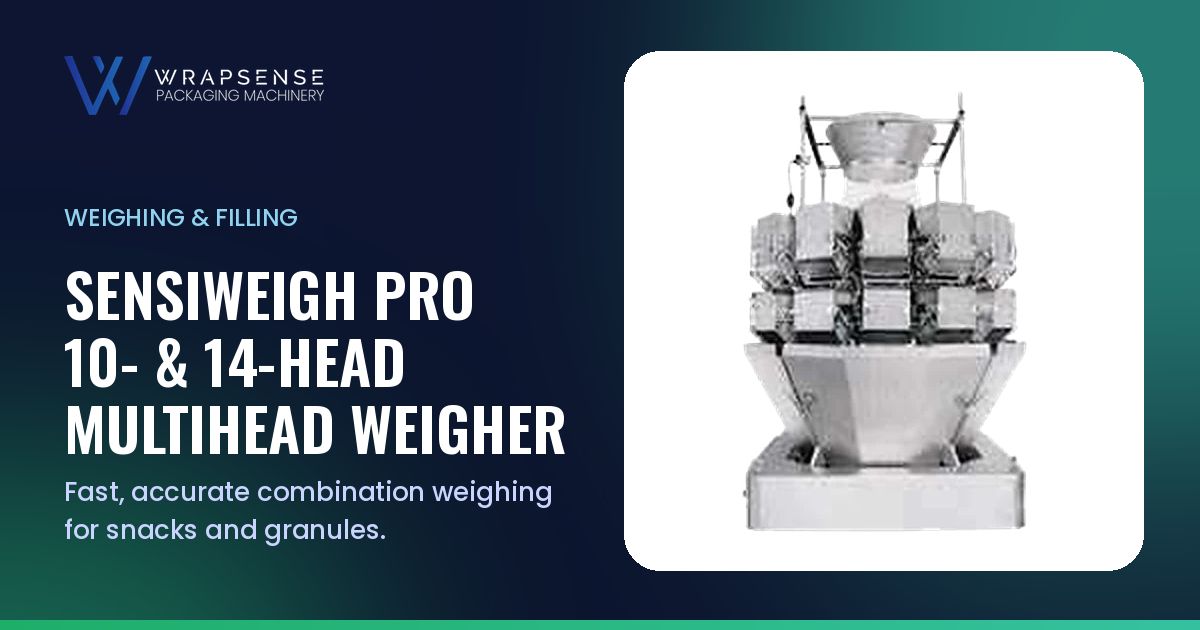 WRAPSENSE
PACKAGING MACHINERY
WEIGHING & FILLING
SENSIWEIGH PRO
10- & 14-HEAD
MULTIHEAD WEIGHER
Fast, accurate combination weighing
for snacks and granules.